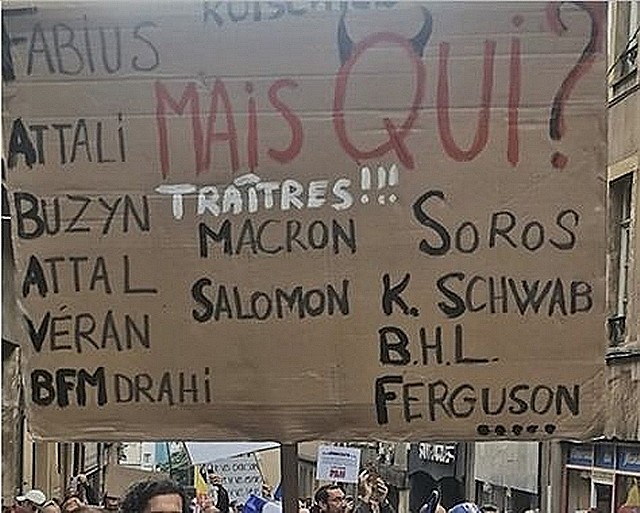 FABIUS
MAIS QUI?
ATTALI
TRAÎTRES!!!
BUZYN
MACRON
SOROS
ATTAL
SALOMON
K. SCHWAB
VÉRAN
B.H.L.
BFM DRAHI
FERGUSON
.....